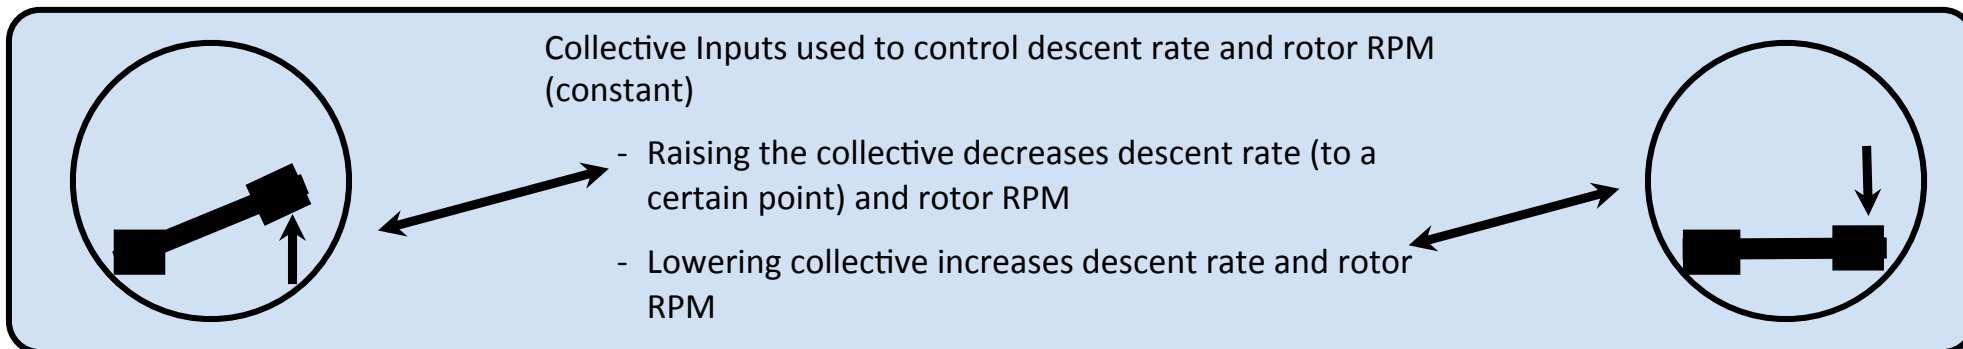 Collective Inputs used to control descent rate and rotor RPM
(constant)
- Raising the collective decreases descent rate (to a
certain point) and rotor RPM
- Lowering collective increases descent rate and rotor
RPM